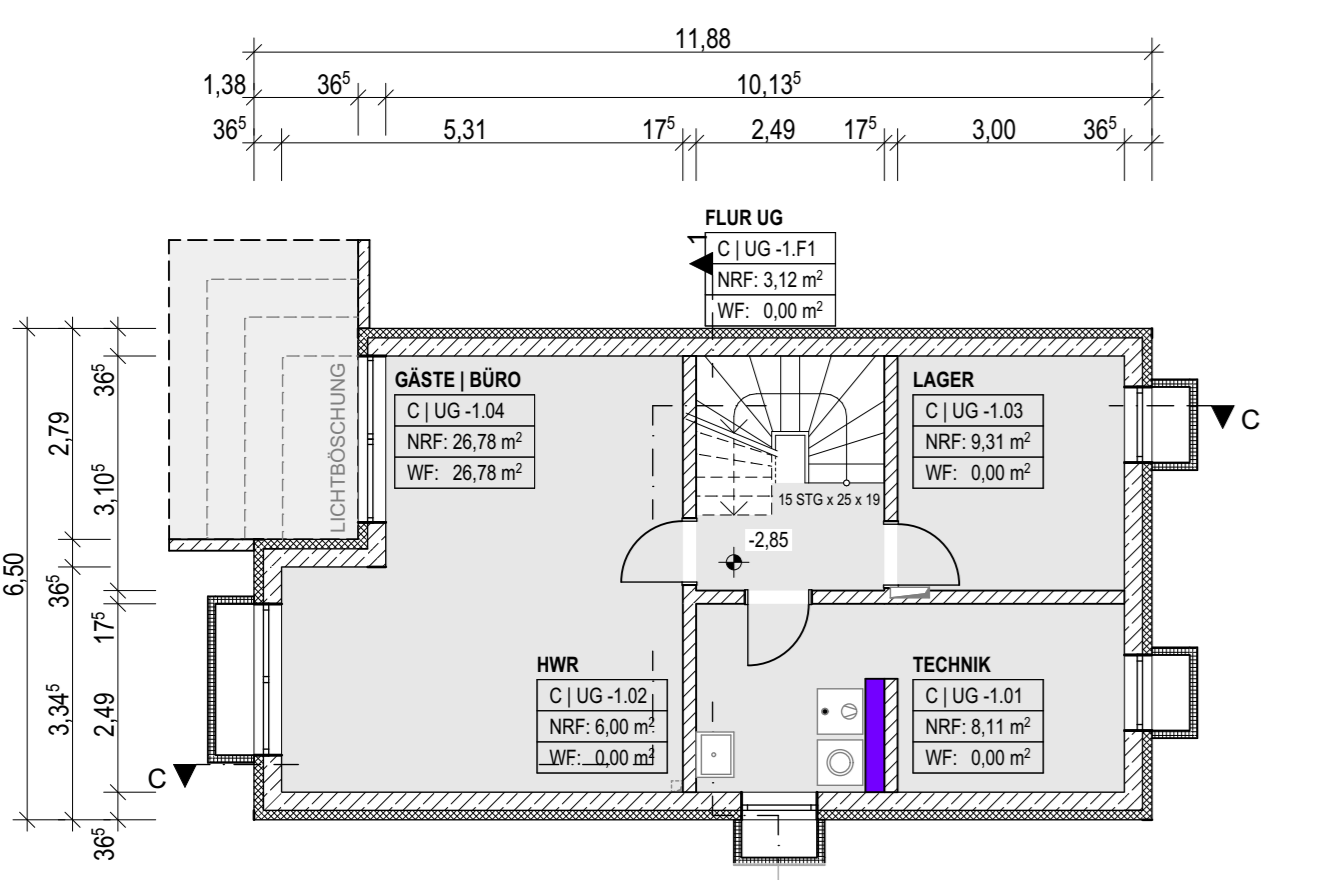 11,88
1,38 36⁵ 10,13⁵
36⁵ 5,31 17⁵ 2,49 17⁵ 3,00 36⁵
FLUR UG
1
C | UG -1.F1
NRF: 3,12 m²
WF: 0,00 m²
LICHTBÖSCHUNG
GÄSTE | BÜRO
C | UG -1.04
NRF: 26,78 m²
WF: 26,78 m²
LAGER
C | UG -1.03
NRF: 9,31 m²
WF: 0,00 m²
C
15 STG x 25 x 19
-2,85
HWR
C | UG -1.02
NRF: 6,00 m²
WF: 0,00 m²
TECHNIK
C | UG -1.01
NRF: 8,11 m²
WF: 0,00 m²
C
6,50
2,79 36⁵ 3,34⁵
36⁵ 3,10⁵ 17⁵ 2,49 36⁵